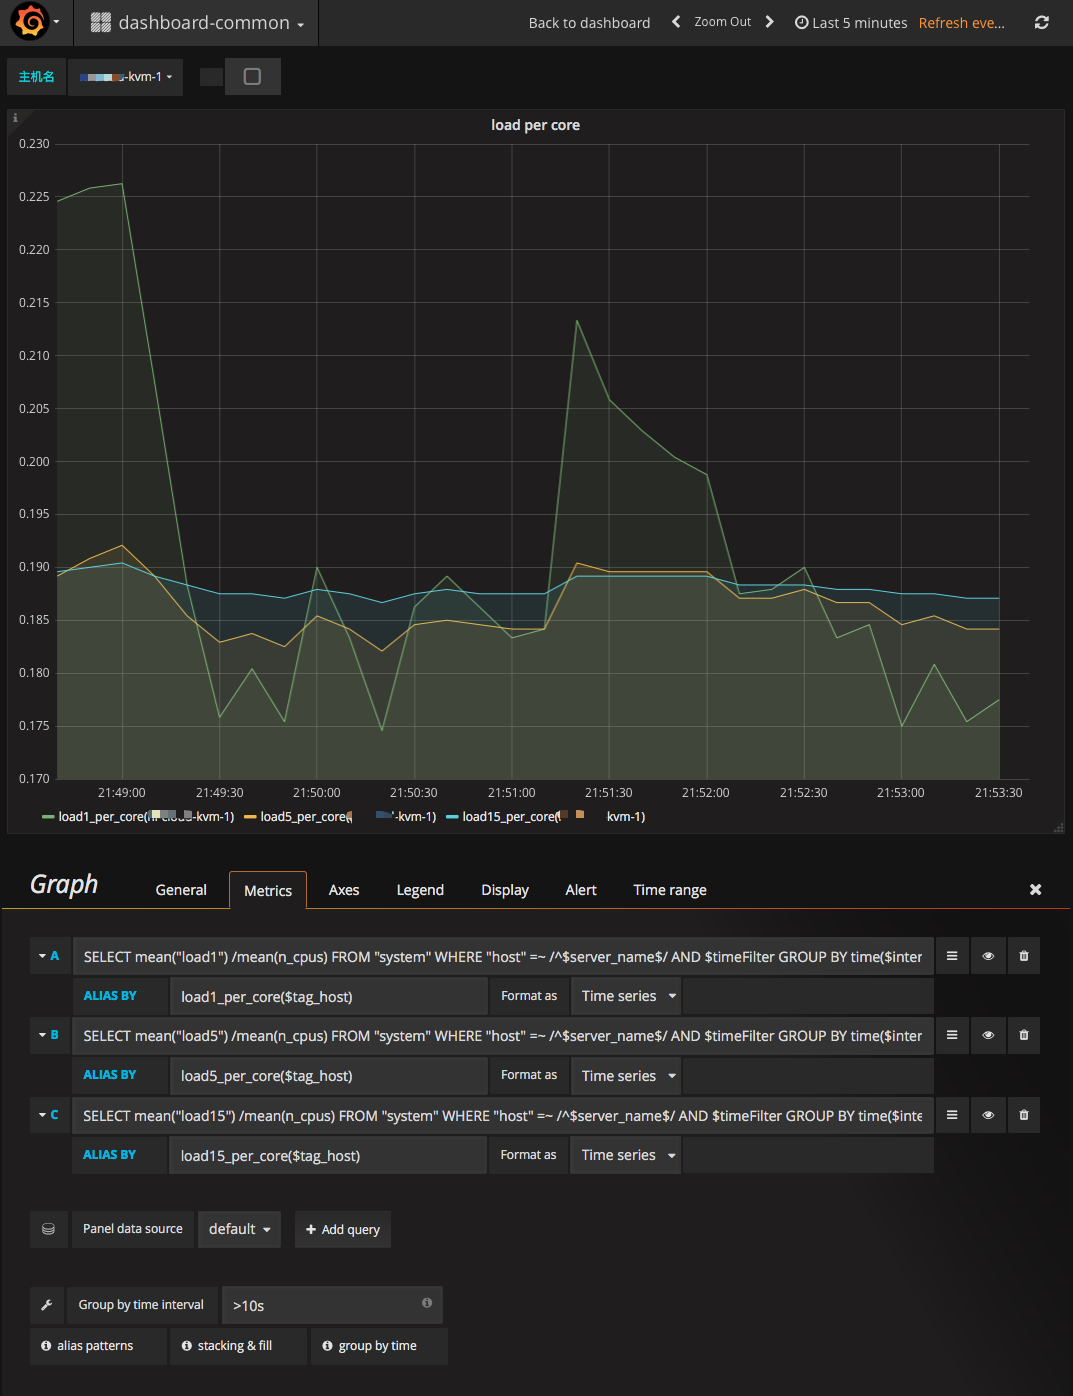 dashboard-common
Back to dashboard
Zoom Out
Last 5 minutes
Refresh eve...
主机名
-kvm-1
load per core
0.230
0.225
0.220
0.215
0.210
0.205
0.200
0.195
0.190
0.185
0.180
0.175
0.170
21:49:00 21:49:30 21:50:00 21:50:30 21:51:00 21:51:30 21:52:00 21:52:30 21:53:00 21:53:30
load1_per_core( -kvm-1) load5_per_core( -kvm-1) load15_per_core( kvm-1)
Graph
General Metrics Axes Legend Display Alert Time range
A SELECT mean("load1") /mean(n_cpus) FROM "system" WHERE "host" =~ /^$server_name$/ AND $timeFilter GROUP BY time($inter
ALIAS BY load1_per_core($tag_host) Format as Time series
B SELECT mean("load5") /mean(n_cpus) FROM "system" WHERE "host" =~ /^$server_name$/ AND $timeFilter GROUP BY time($inter
ALIAS BY load5_per_core($tag_host) Format as Time series
C SELECT mean("load15") /mean(n_cpus) FROM "system" WHERE "host" =~ /^$server_name$/ AND $timeFilter GROUP BY time($inte
ALIAS BY load15_per_core($tag_host) Format as Time series
Panel data source default + Add query
Group by time interval >10s
alias patterns stacking & fill group by time